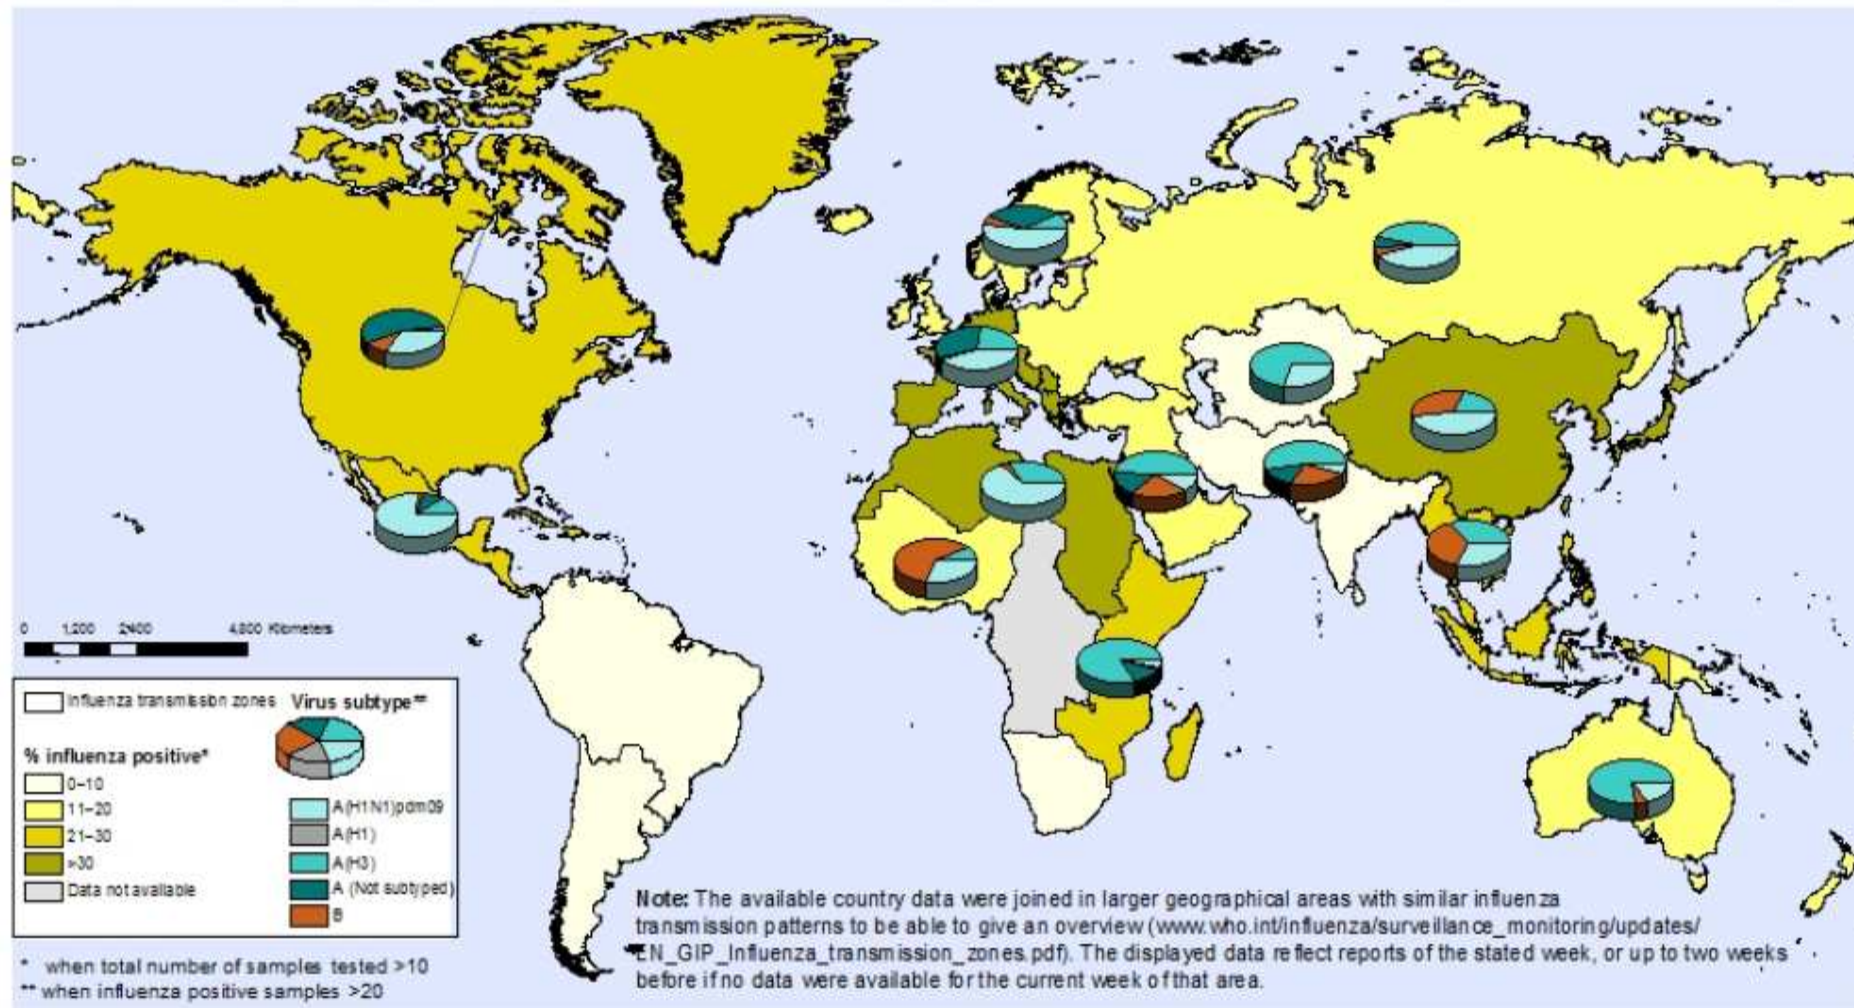 0 1,200 2,400 4,800 Kilometers
Influenza transmission zones
Virus subtype**
% influenza positive*
0–10
11–20
21–30
>30
Data not available
A(H1N1)pdm09
A(H1)
A(H3)
A (Not subtyped)
B
* when total number of samples tested >10
** when influenza positive samples >20
Note: The available country data were joined in larger geographical areas with similar influenza
transmission patterns to be able to give an overview (www.who.int/influenza/surveillance_monitoring/updates/
EN_GIP_Influenza_transmission_zones.pdf). The displayed data reflect reports of the stated week, or up to two weeks
before if no data were available for the current week of that area.